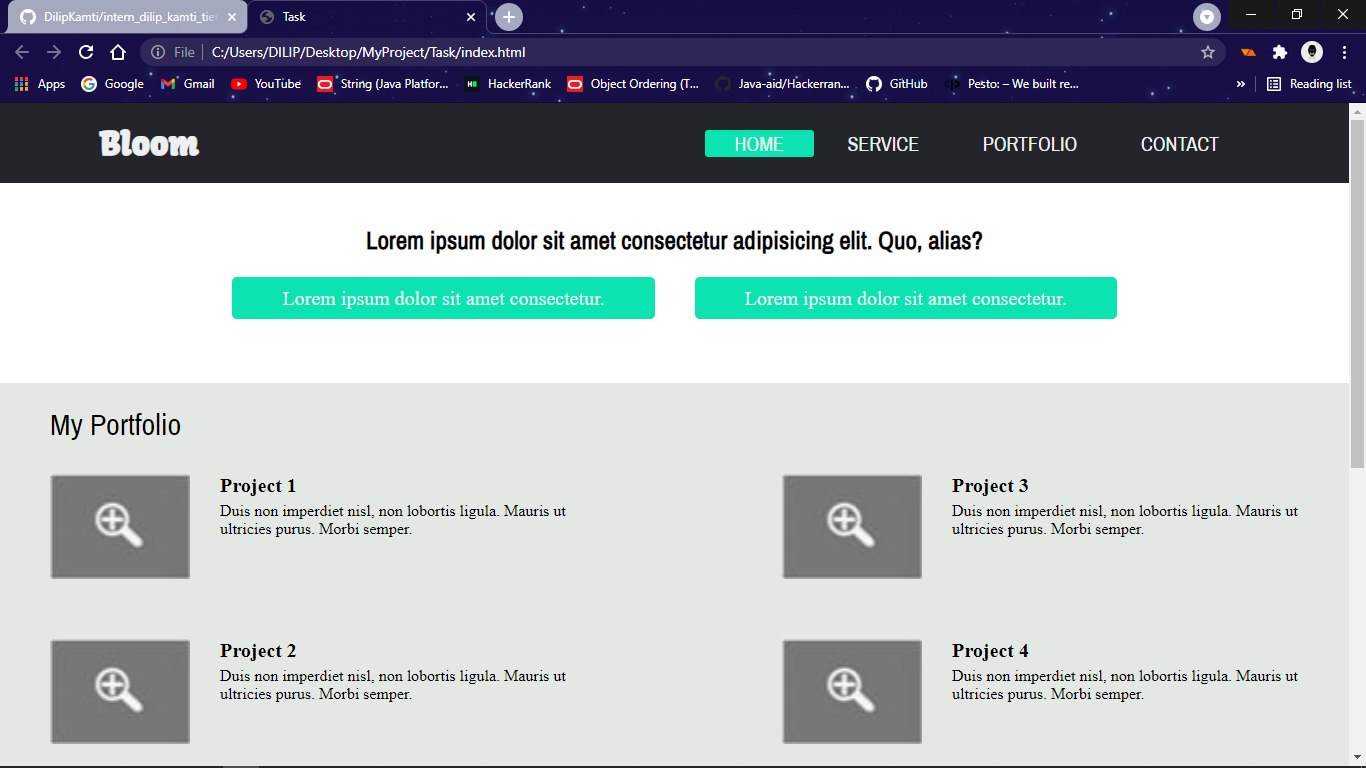 DilipKamti/intern_dilip_kamti_tier
Task
File
C:/Users/DILIP/Desktop/MyProject/Task/index.html
Apps
Google
Gmail
YouTube
String (Java Platfor...
HackerRank
Object Ordering (T...
Java-aid/Hackerran...
GitHub
Pesto: – We built re...
»
Reading list
Bloom
HOME
SERVICE
PORTFOLIO
CONTACT
Lorem ipsum dolor sit amet consectetur adipisicing elit. Quo, alias?
Lorem ipsum dolor sit amet consectetur.
Lorem ipsum dolor sit amet consectetur.
My Portfolio
Project 1
Duis non imperdiet nisl, non lobortis ligula. Mauris ut
ultricies purus. Morbi semper.
Project 3
Duis non imperdiet nisl, non lobortis ligula. Mauris ut
ultricies purus. Morbi semper.
Project 2
Duis non imperdiet nisl, non lobortis ligula. Mauris ut
ultricies purus. Morbi semper.
Project 4
Duis non imperdiet nisl, non lobortis ligula. Mauris ut
ultricies purus. Morbi semper.